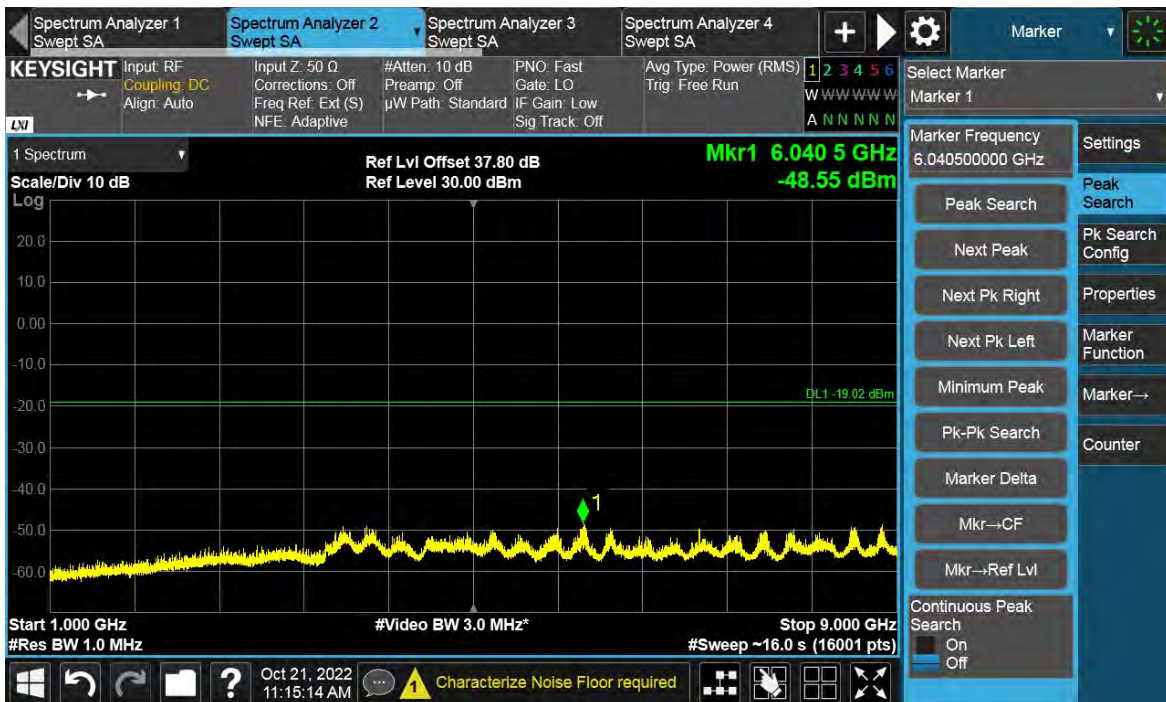 Spectrum Analyzer 1
Swept SA
Spectrum Analyzer 2
Swept SA
Spectrum Analyzer 3
Swept SA
Spectrum Analyzer 4
Swept SA
+
Marker
KEYSIGHT
LXI
Input: RF
Coupling: DC
Align: Auto
Input Z: 50 Ω
Corrections: Off
Freq Ref: Ext (S)
NFE: Adaptive
#Atten: 10 dB
Preamp: Off
µW Path: Standard
PNO: Fast
Gate: LO
IF Gain: Low
Sig Track: Off
Avg Type: Power (RMS)
Trig: Free Run
1 2 3 4 5 6
W W W W W W
A N N N N N
Select Marker
Marker 1
1 Spectrum
Scale/Div 10 dB
Log
Ref Lvl Offset 37.80 dB
Ref Level 30.00 dBm
Mkr1 6.040 5 GHz
-48.55 dBm
20.0
10.0
0.00
-10.0
-20.0
-30.0
-40.0
-50.0
-60.0
DL1 -19.02 dBm
1
Start 1.000 GHz
#Res BW 1.0 MHz
#Video BW 3.0 MHz*
Stop 9.000 GHz
#Sweep ~16.0 s (16001 pts)
Marker Frequency
6.040500000 GHz
Peak Search
Next Peak
Next Pk Right
Next Pk Left
Minimum Peak
Pk-Pk Search
Marker Delta
Mkr→CF
Mkr→Ref Lvl
Continuous Peak
Search
On
Off
Settings
Peak
Search
Pk Search
Config
Properties
Marker
Function
Marker→
Counter
?
Oct 21, 2022
11:15:14 AM
1
Characterize Noise Floor required